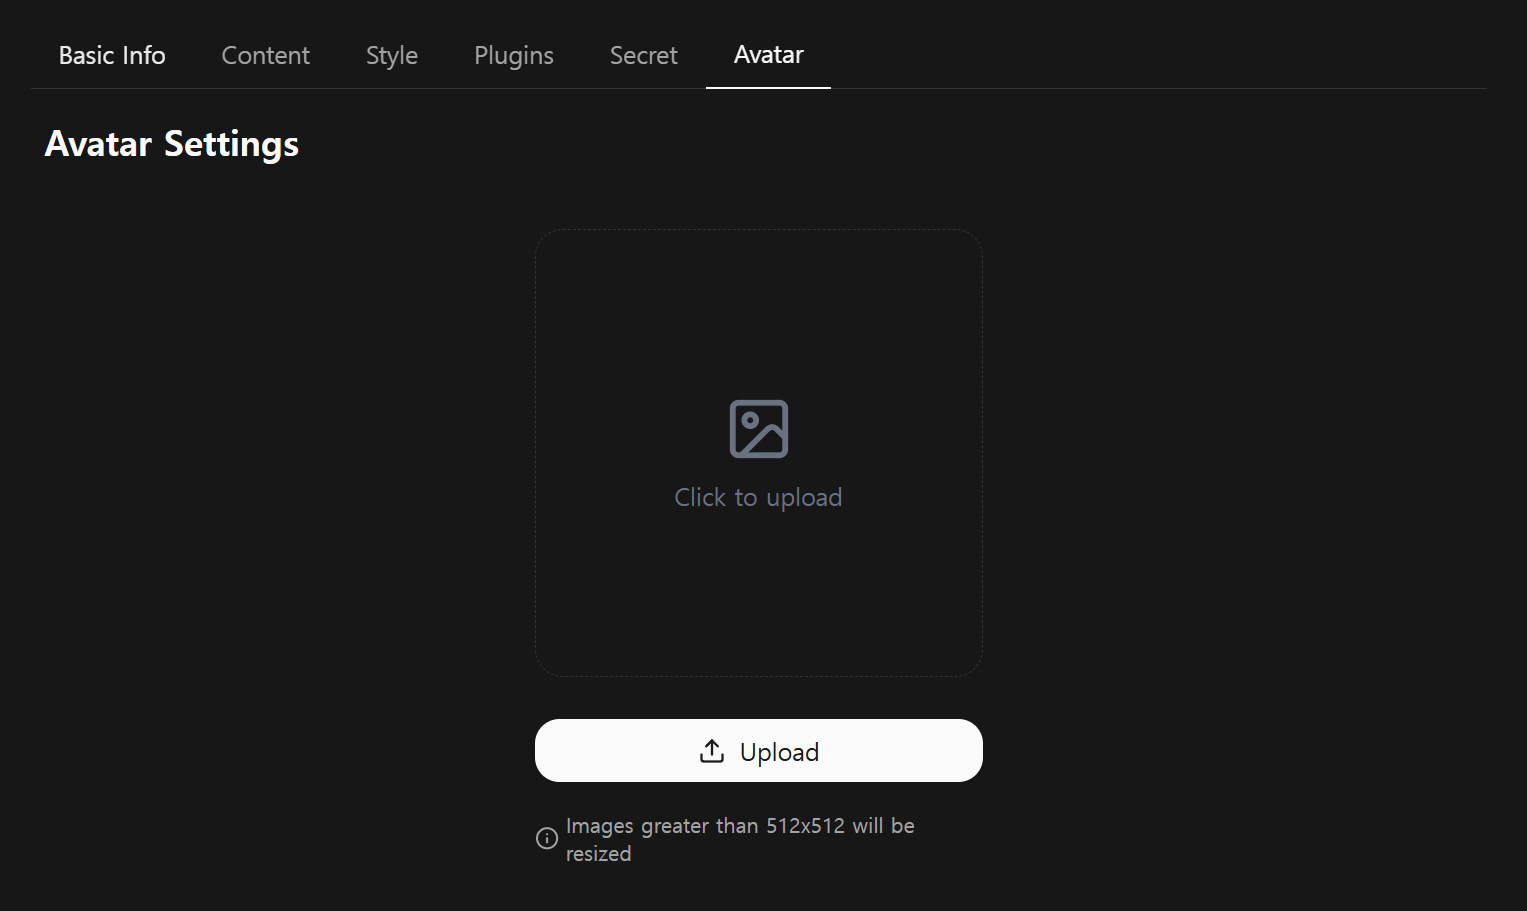 Basic Info Content Style Plugins Secret Avatar
Avatar Settings
Click to upload
Upload
Images greater than 512x512 will be
resized